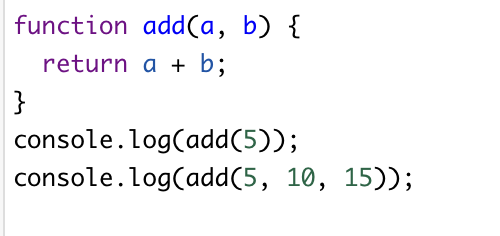 function add(a, b) {
  return a + b;
}
console.log(add(5));
console.log(add(5, 10, 15));